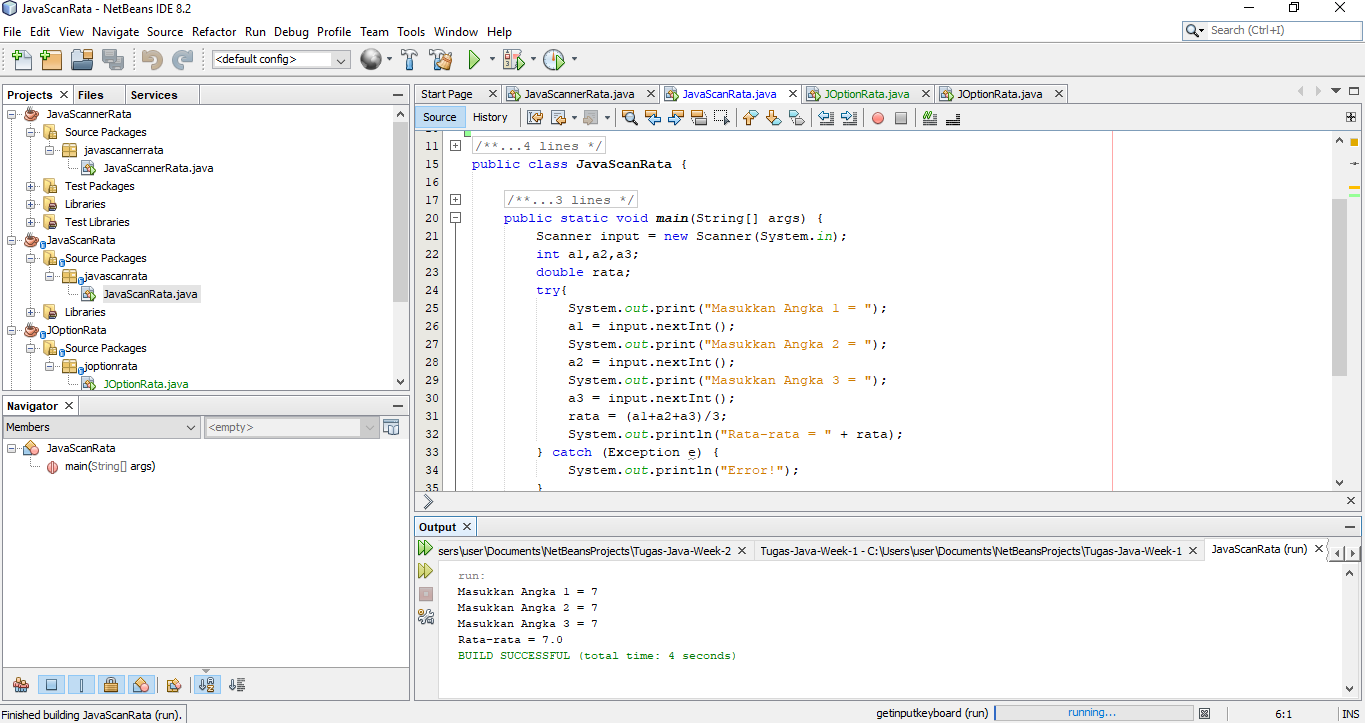 JavaScanRata - NetBeans IDE 8.2
File Edit View Navigate Source Refactor Run Debug Profile Team Tools Window Help
Search (Ctrl+I)
<default config>
Projects Files Services
JavaScannerRata
Source Packages
javascannerrata
JavaScannerRata.java
Test Packages
Libraries
Test Libraries
JavaScanRata
Source Packages
javascanrata
JavaScanRata.java
Libraries
JOptionRata
Source Packages
joptionrata
JOptionRata.java
Navigator
Members <empty>
JavaScanRata
main(String[] args)
Start Page JavaScannerRata.java JavaScanRata.java JOptionRata.java JOptionRata.java
Source History
11 /**...4 lines */
15 public class JavaScanRata {
16
17 /**...3 lines */
20 public static void main(String[] args) {
21 Scanner input = new Scanner(System.in);
22 int a1,a2,a3;
23 double rata;
24 try{
25 System.out.print("Masukkan Angka 1 = ");
26 a1 = input.nextInt();
27 System.out.print("Masukkan Angka 2 = ");
28 a2 = input.nextInt();
29 System.out.print("Masukkan Angka 3 = ");
30 a3 = input.nextInt();
31 rata = (a1+a2+a3)/3;
32 System.out.println("Rata-rata = " + rata);
33 } catch (Exception e) {
34 System.out.println("Error!");
35 }
Output
sers\user\Documents\NetBeansProjects\Tugas-Java-Week-2 Tugas-Java-Week-1 - C:\Users\user\Documents\NetBeansProjects\Tugas-Java-Week-1 JavaScanRata (run)
run:
Masukkan Angka 1 = 7
Masukkan Angka 2 = 7
Masukkan Angka 3 = 7
Rata-rata = 7.0
BUILD SUCCESSFUL (total time: 4 seconds)
Finished building JavaScanRata (run). getinputkeyboard (run) running... 6:1 INS